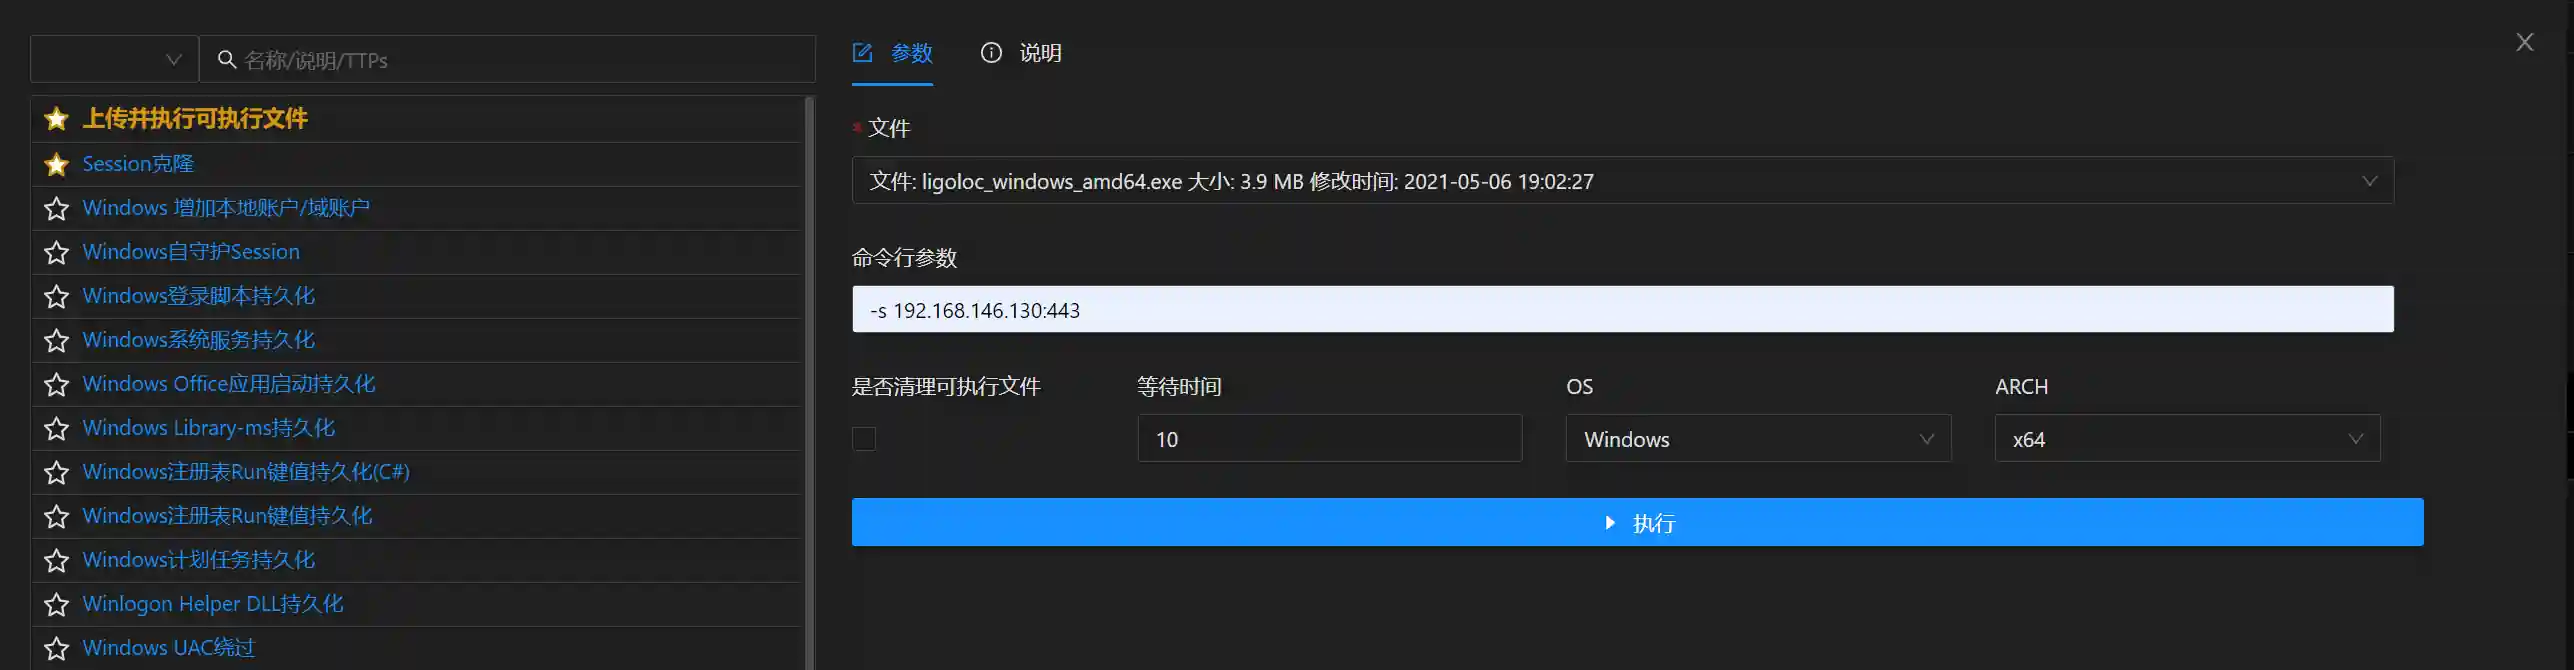 名称/说明/TTPs
上传并执行可执行文件
Session克隆
Windows 增加本地账户/域账户
Windows自守护Session
Windows登录脚本持久化
Windows系统服务持久化
Windows Office应用启动持久化
Windows Library-ms持久化
Windows注册表Run键值持久化(C#)
Windows注册表Run键值持久化
Windows计划任务持久化
Winlogon Helper DLL持久化
Windows UAC绕过
参数 说明
* 文件
文件: ligoloc_windows_amd64.exe 大小: 3.9 MB 修改时间: 2021-05-06 19:02:27
命令行参数
-s 192.168.146.130:443
是否清理可执行文件 等待时间 OS ARCH
10 Windows x64
执行